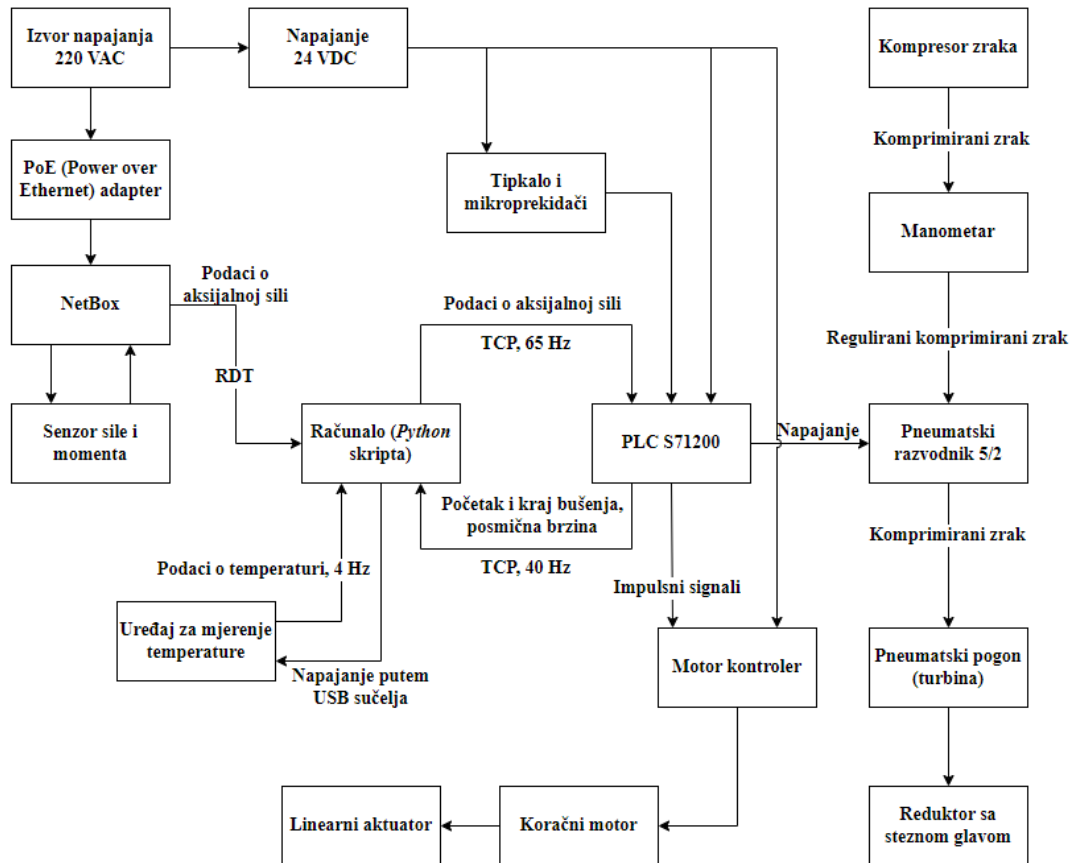 Izvor napajanja
220 VAC
Napajanje
24 VDC
Kompresor zraka
Komprimirani zrak
PoE (Power over
Ethernet) adapter
Tipkalo i
mikroprekidači
Manometar
Podaci o
aksijalnoj sili
NetBox
RDT
Podaci o aksijalnoj sili
TCP, 65 Hz
Regulirani komprimirani zrak
Senzor sile i
momenta
Računalo (Python
skripta)
PLC S71200
Napajanje
Pneumatski
razvodnik 5/2
Početak i kraj bušenja,
posmična brzina
TCP, 40 Hz
Komprimirani zrak
Podaci o temperaturi, 4 Hz
Impulsni signali
Uređaj za mjerenje
temperature
Napajanje putem
USB sučelja
Motor kontroler
Pneumatski pogon
(turbina)
Linearni aktuator
Koračni motor
Reduktor sa
steznom glavom